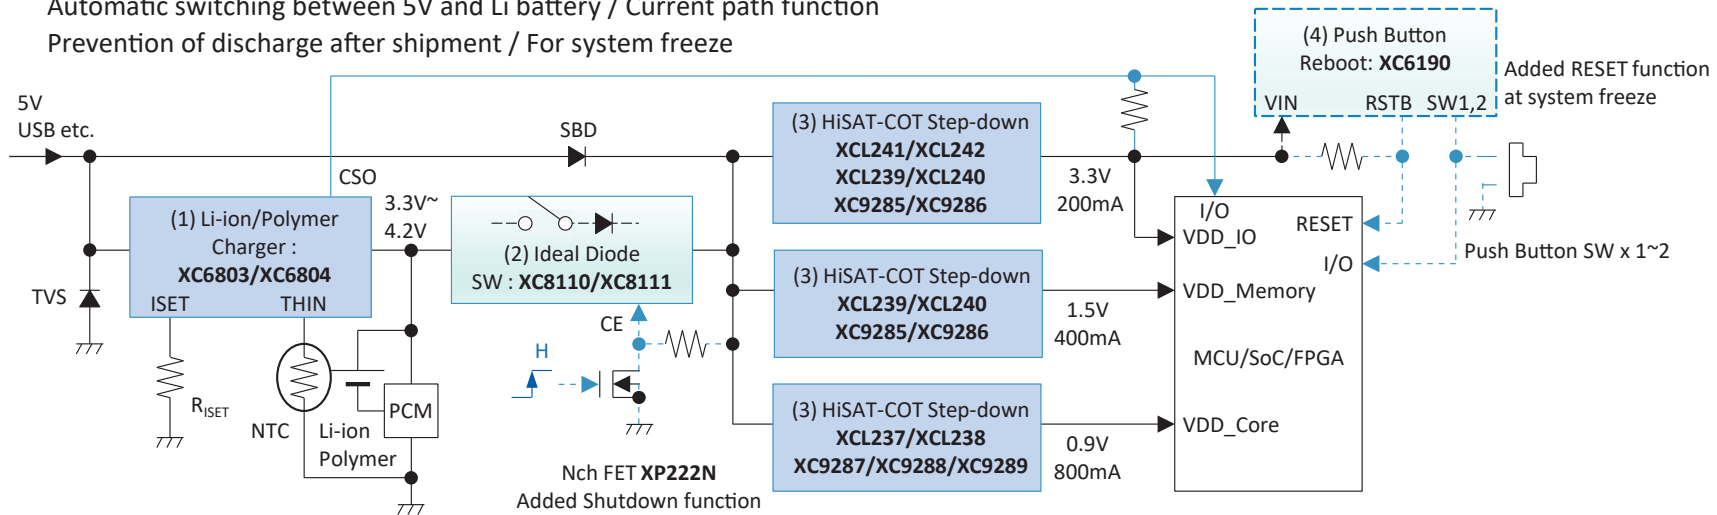 Automatic switching between 5V and Li battery / Current path function
Prevention of discharge after shipment / For system freeze
(4) Push Button
Reboot: XC6190
VIN RSTB SW1,2
Added RESET function
at system freeze
5V
USB etc.
SBD
CSO
(1) Li-ion/Polymer
Charger :
XC6803/XC6804
ISET THIN
3.3V~
4.2V
(2) Ideal Diode
SW : XC8110/XC8111
CE
H
TVS
RISET
NTC
Li-ion
Polymer
PCM
Nch FET XP222N
Added Shutdown function
(3) HiSAT-COT Step-down
XCL241/XCL242
XCL239/XCL240
XC9285/XC9286
3.3V
200mA
(3) HiSAT-COT Step-down
XCL239/XCL240
XC9285/XC9286
1.5V
400mA
(3) HiSAT-COT Step-down
XCL237/XCL238
XC9287/XC9288/XC9289
0.9V
800mA
I/O
VDD_IO
RESET
I/O
VDD_Memory
MCU/SoC/FPGA
VDD_Core
Push Button SW x 1~2